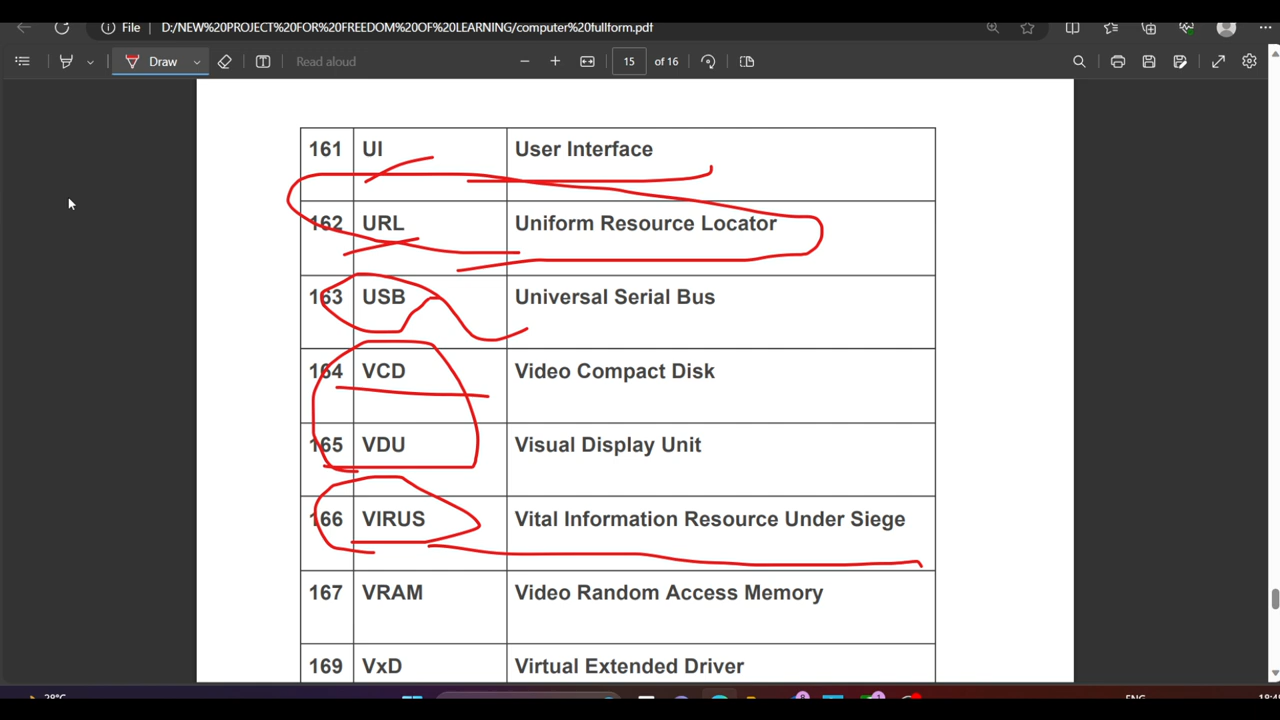 File D:/NEW%20PROJECT%20FOR%20FREEDOM%20OF%20LEARNING/computer%20fullform.pdf
Draw Read aloud 15 of 16
161 UI User Interface
162 URL Uniform Resource Locator
163 USB Universal Serial Bus
164 VCD Video Compact Disk
165 VDU Visual Display Unit
166 VIRUS Vital Information Resource Under Siege
167 VRAM Video Random Access Memory
169 VxD Virtual Extended Driver
28°C ENG